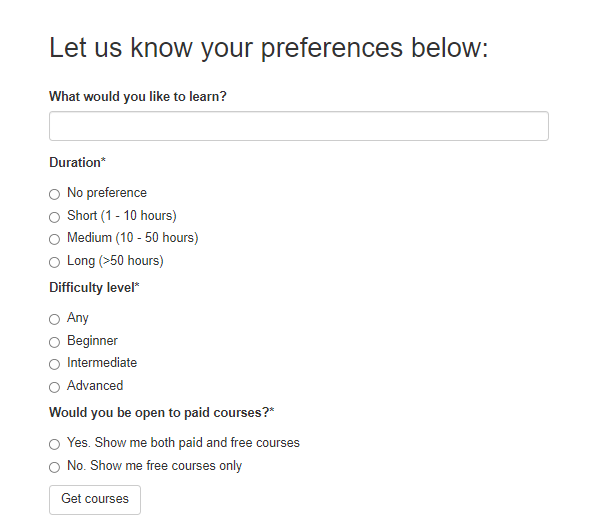 Let us know your preferences below:
What would you like to learn?
Duration*
No preference
Short (1 - 10 hours)
Medium (10 - 50 hours)
Long (>50 hours)
Difficulty level*
Any
Beginner
Intermediate
Advanced
Would you be open to paid courses?*
Yes. Show me both paid and free courses
No. Show me free courses only
Get courses